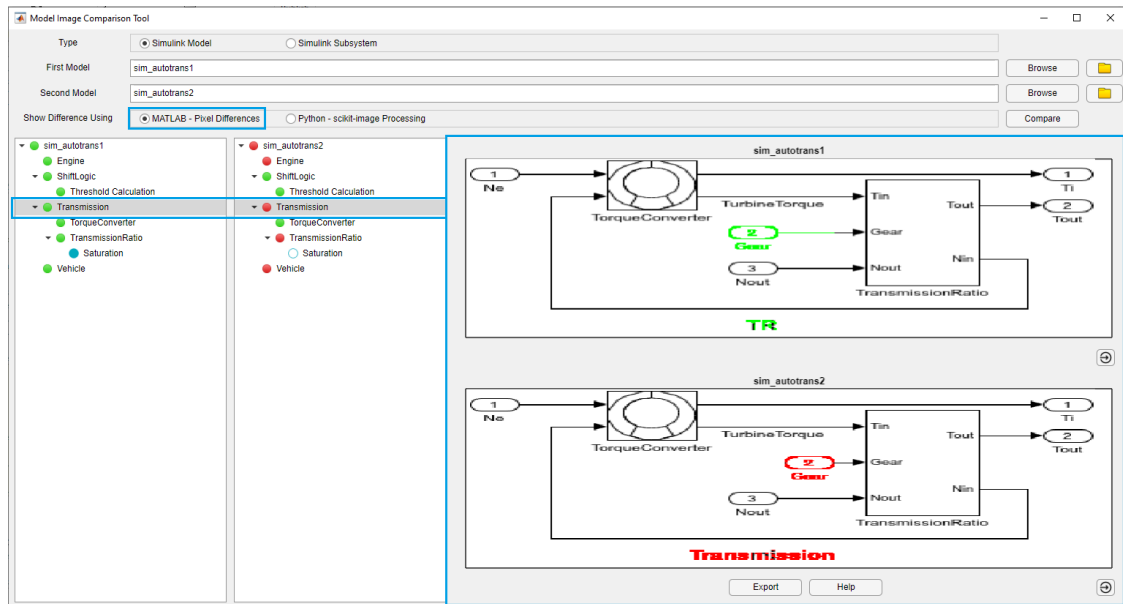 Model Image Comparison Tool
Type Simulink Model Simulink Subsystem
First Model sim_autotrans1 Browse
Second Model sim_autotrans2 Browse
Show Difference Using MATLAB - Pixel Differences Python - scikit-image Processing Compare
sim_autotrans1
Engine
ShiftLogic
Threshold Calculation
Transmission
TorqueConverter
TransmissionRatio
Saturation
Vehicle
sim_autotrans2
Engine
ShiftLogic
Threshold Calculation
Transmission
TorqueConverter
TransmissionRatio
Saturation
Vehicle
sim_autotrans1
1
Ne
TorqueConverter
TurbineTorque
Tin
Tout
1
Ti
2
Tout
2
Gear
Gear
3
Nout
Nout
Nin
TransmissionRatio
TR
sim_autotrans2
1
Ne
TorqueConverter
TurbineTorque
Tin
Tout
1
Ti
2
Tout
2
Gear
Gear
3
Nout
Nout
Nin
TransmissionRatio
Transmission
Export Help